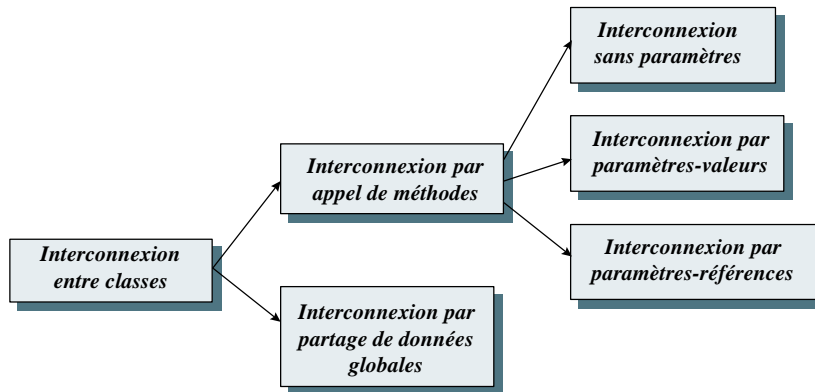 Interconnexion
sans paramètres
Interconnexion par
appel de méthodes
Interconnexion par
paramètres-valeurs
Interconnexion par
paramètres-références
Interconnexion
entre classes
Interconnexion par
partage de données
globales